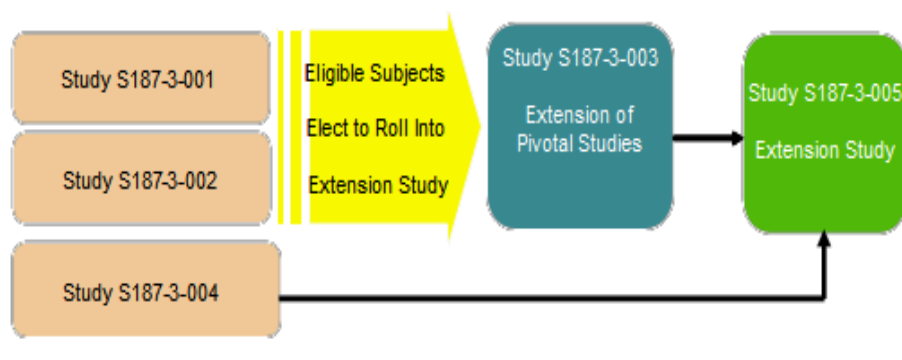 Study S187-3-001
Study S187-3-002
Study S187-3-004
Eligible Subjects
Elect to Roll Into
Extension Study
Study S187-3-003
Extension of
Pivotal Studies
Study S187-3-005
Extension Study